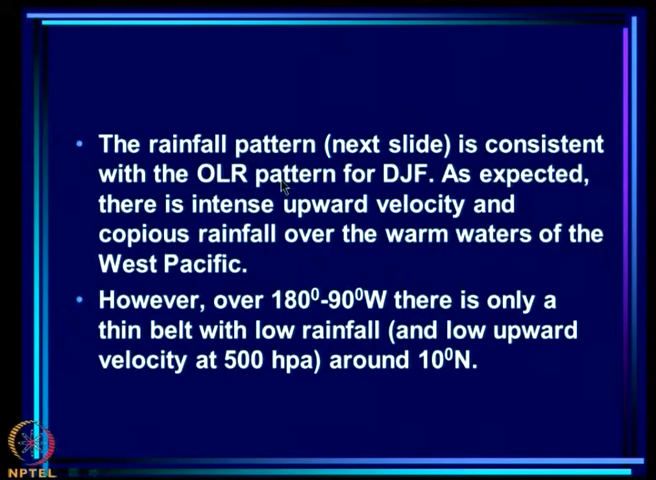 • The rainfall pattern (next slide) is consistent
with the OLR pattern for DJF. As expected,
there is intense upward velocity and
copious rainfall over the warm waters of the
West Pacific.
• However, over 180⁰-90⁰W there is only a
thin belt with low rainfall (and low upward
velocity at 500 hpa) around 10⁰N.
NPTEL